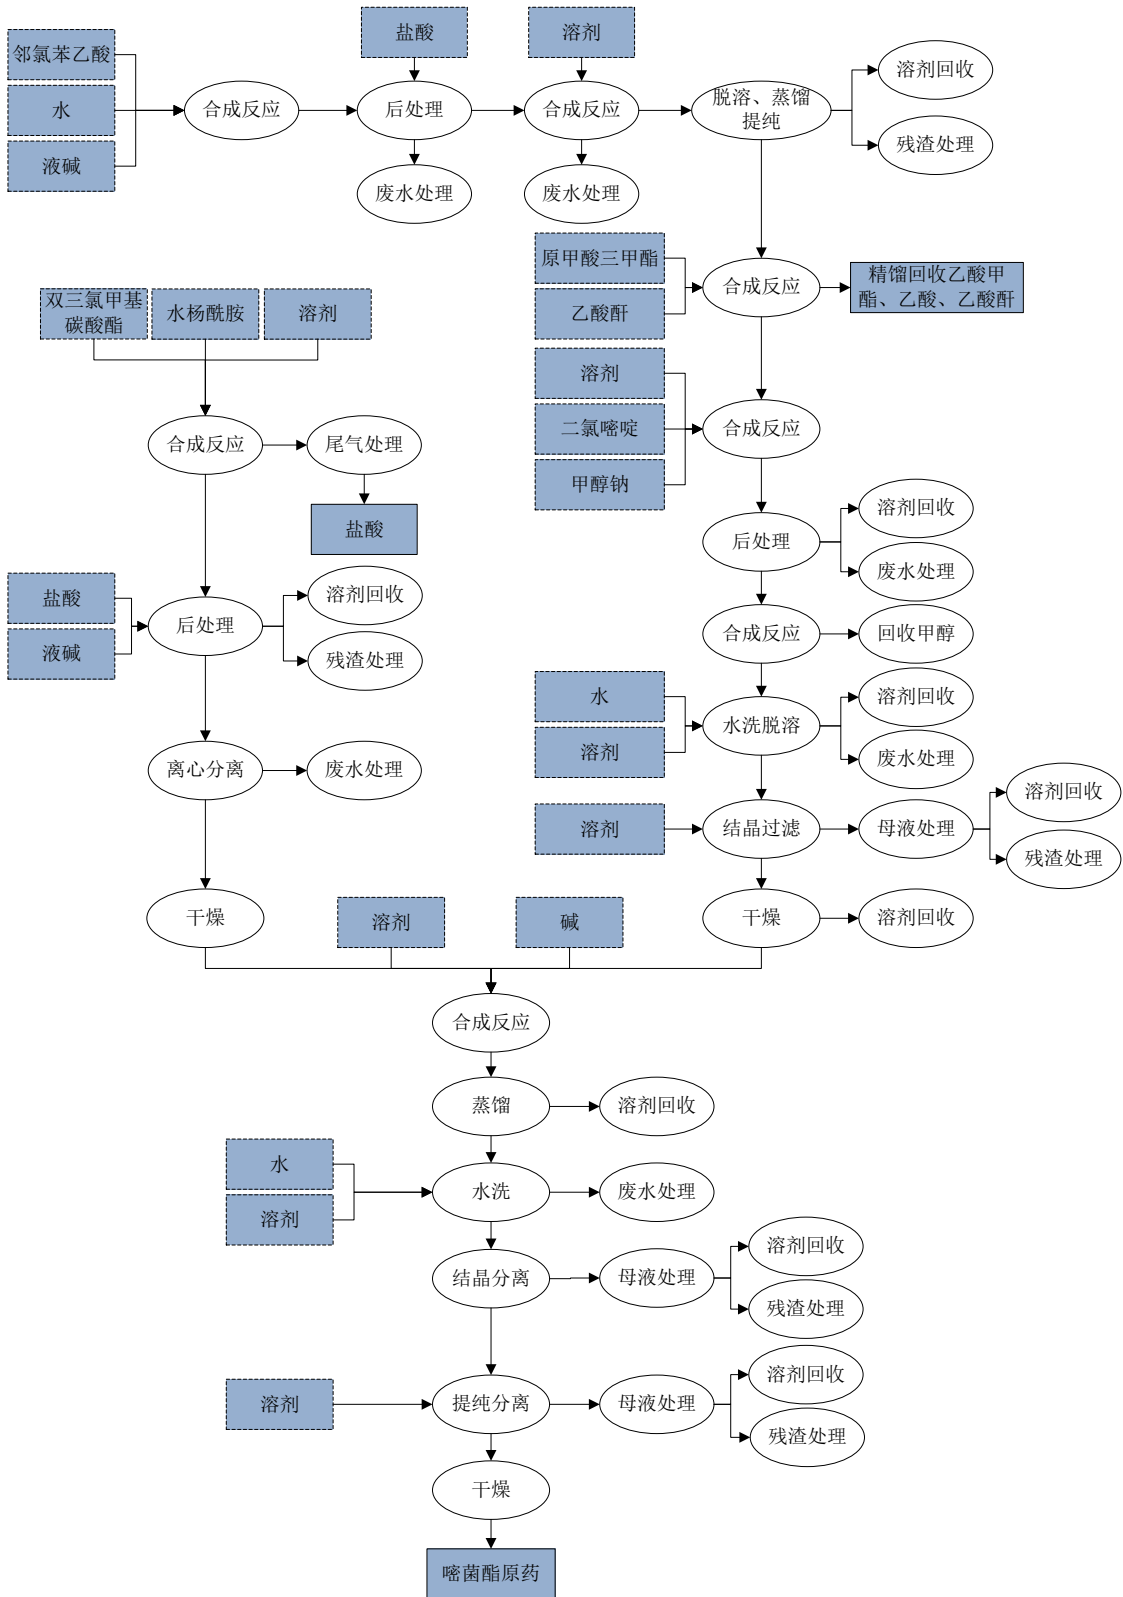 盐酸
溶剂
邻氯苯乙酸
水
液碱
合成反应
后处理
合成反应
脱溶、蒸馏
提纯
溶剂回收
残渣处理
废水处理
废水处理
原甲酸三甲酯
乙酸酐
合成反应
精馏回收乙酸甲
酯、乙酸、乙酸酐
双三氯甲基
碳酸酯
水杨酰胺
溶剂
溶剂
二氯嘧啶
甲醇钠
合成反应
合成反应
尾气处理
盐酸
后处理
溶剂回收
废水处理
盐酸
液碱
后处理
溶剂回收
残渣处理
合成反应
回收甲醇
水
溶剂
水洗脱溶
溶剂回收
废水处理
离心分离
废水处理
溶剂
结晶过滤
母液处理
溶剂回收
残渣处理
干燥
溶剂
碱
干燥
溶剂回收
合成反应
蒸馏
溶剂回收
水
溶剂
水洗
废水处理
结晶分离
母液处理
溶剂回收
残渣处理
溶剂
提纯分离
母液处理
溶剂回收
残渣处理
干燥
嘧菌酯原药